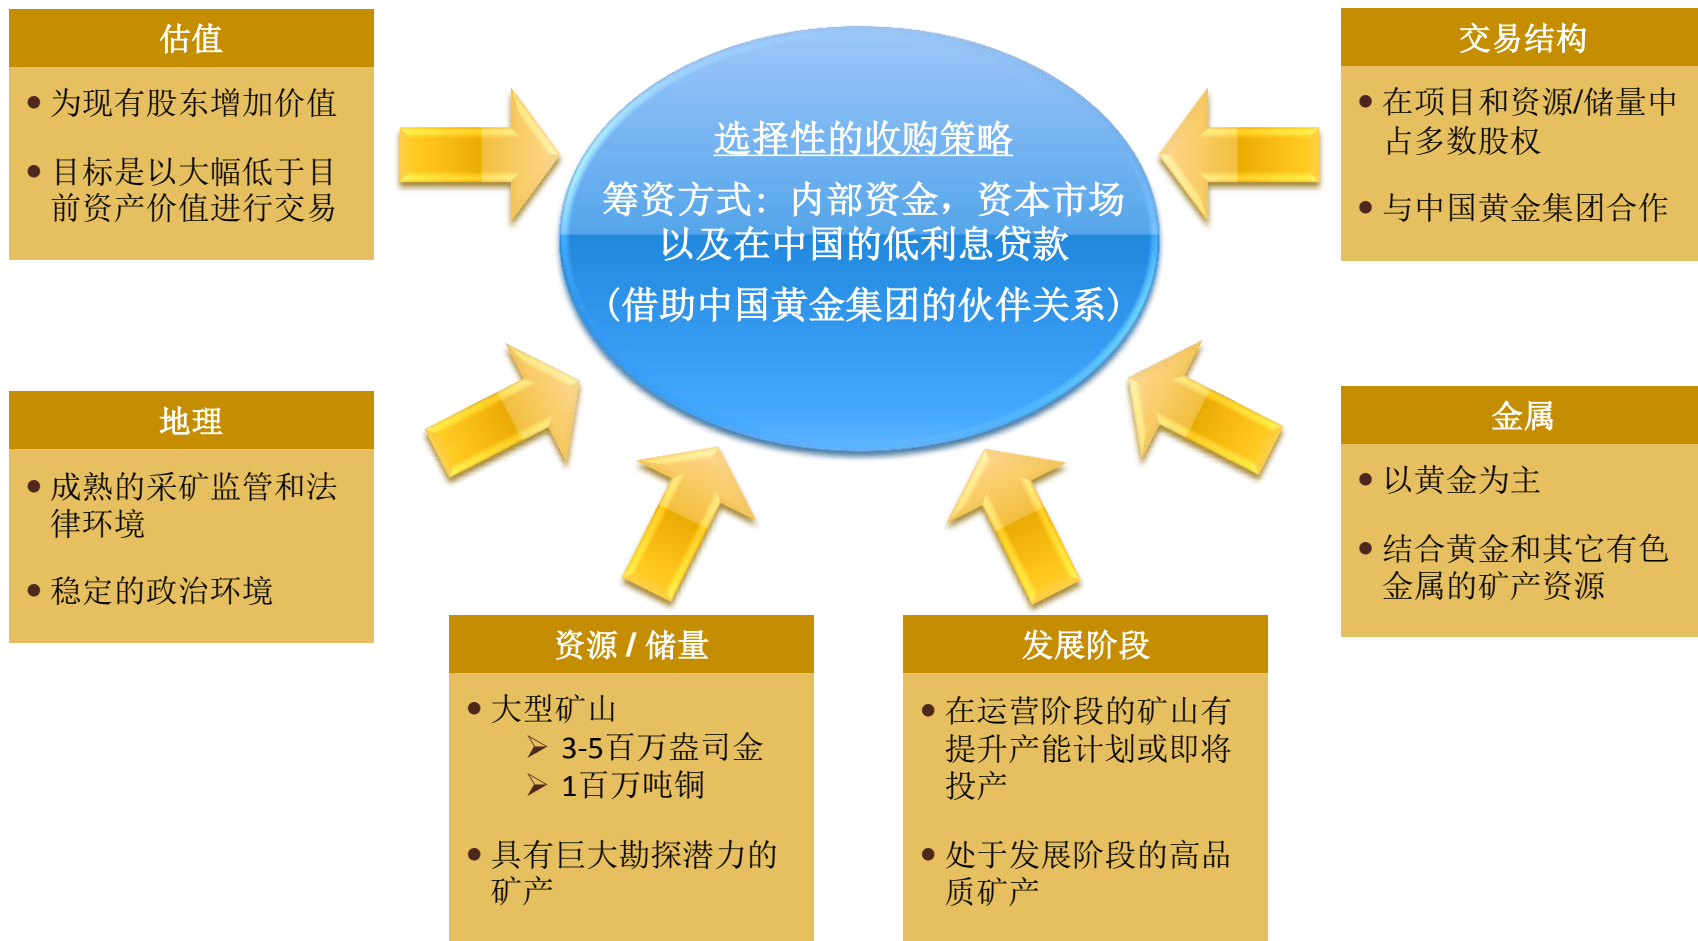 估值
• 为现有股东增加价值
• 目标是以大幅低于目
前资产价值进行交易
选择性的收购策略
筹资方式：内部资金，资本市场
以及在中国的低利息贷款
（借助中国黄金集团的伙伴关系）
交易结构
• 在项目和资源/储量中
占多数股权
• 与中国黄金集团合作
地理
• 成熟的采矿监管和法
律环境
• 稳定的政治环境
金属
• 以黄金为主
• 结合黄金和其它有色
金属的矿产资源
资源 / 储量
• 大型矿山
➢ 3-5百万盎司金
➢ 1百万吨铜
• 具有巨大勘探潜力的
矿产
发展阶段
• 在运营阶段的矿山有
提升产能计划或即将
投产
• 处于发展阶段的高品
质矿产